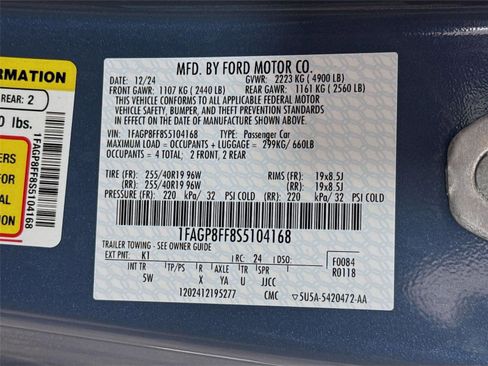 FORMATION
REAR: 2
0 lbs.
1FAGP8FF8S5104168
MFD. BY FORD MOTOR CO.
12/24 GVWR: 2223 KG ( 4900 LB)
FRONT GAWR: 1107 KG ( 2440 LB) REAR GAWR: 1161 KG ( 2560 LB)
THIS VEHICLE CONFORMS TO ALL APPLICABLE FEDERAL MOTOR
VEHICLE SAFETY, BUMPER, AND THEFT PREVENTION STANDARDS
IN EFFECT ON THE DATE OF MANUFACTURE SHOWN ABOVE.
VIN: 1FAGP8FF8S5104168 TYPE: Passenger Car
MAXIMUM LOAD = OCCUPANTS + LUGGAGE = 299KG/ 660LB
OCCUPANTS = 4 TOTAL; 2 FRONT, 2 REAR
TIRE (FR): 255/40R19 96W RIMS (FR): 19x8.5J
(RR): 255/40R19 96W (RR): 19x8.5J
PRESSURE (FR): 220 kPa/ 32 PSI COLD (RR): 220 kPa/ 32 PSI COLD
1FAGP8FF8S5104168
TRAILER TOWING - SEE OWNER GUIDE
EXT PNT: K1 RC: 24 DSO: F0084
INT TR TP/PS R AXLE TR SPR R0118
5W X YA U JJCC
1202412195277 CMC ▽5U5A-5420472-AA
ERS
FOR
TION
AL